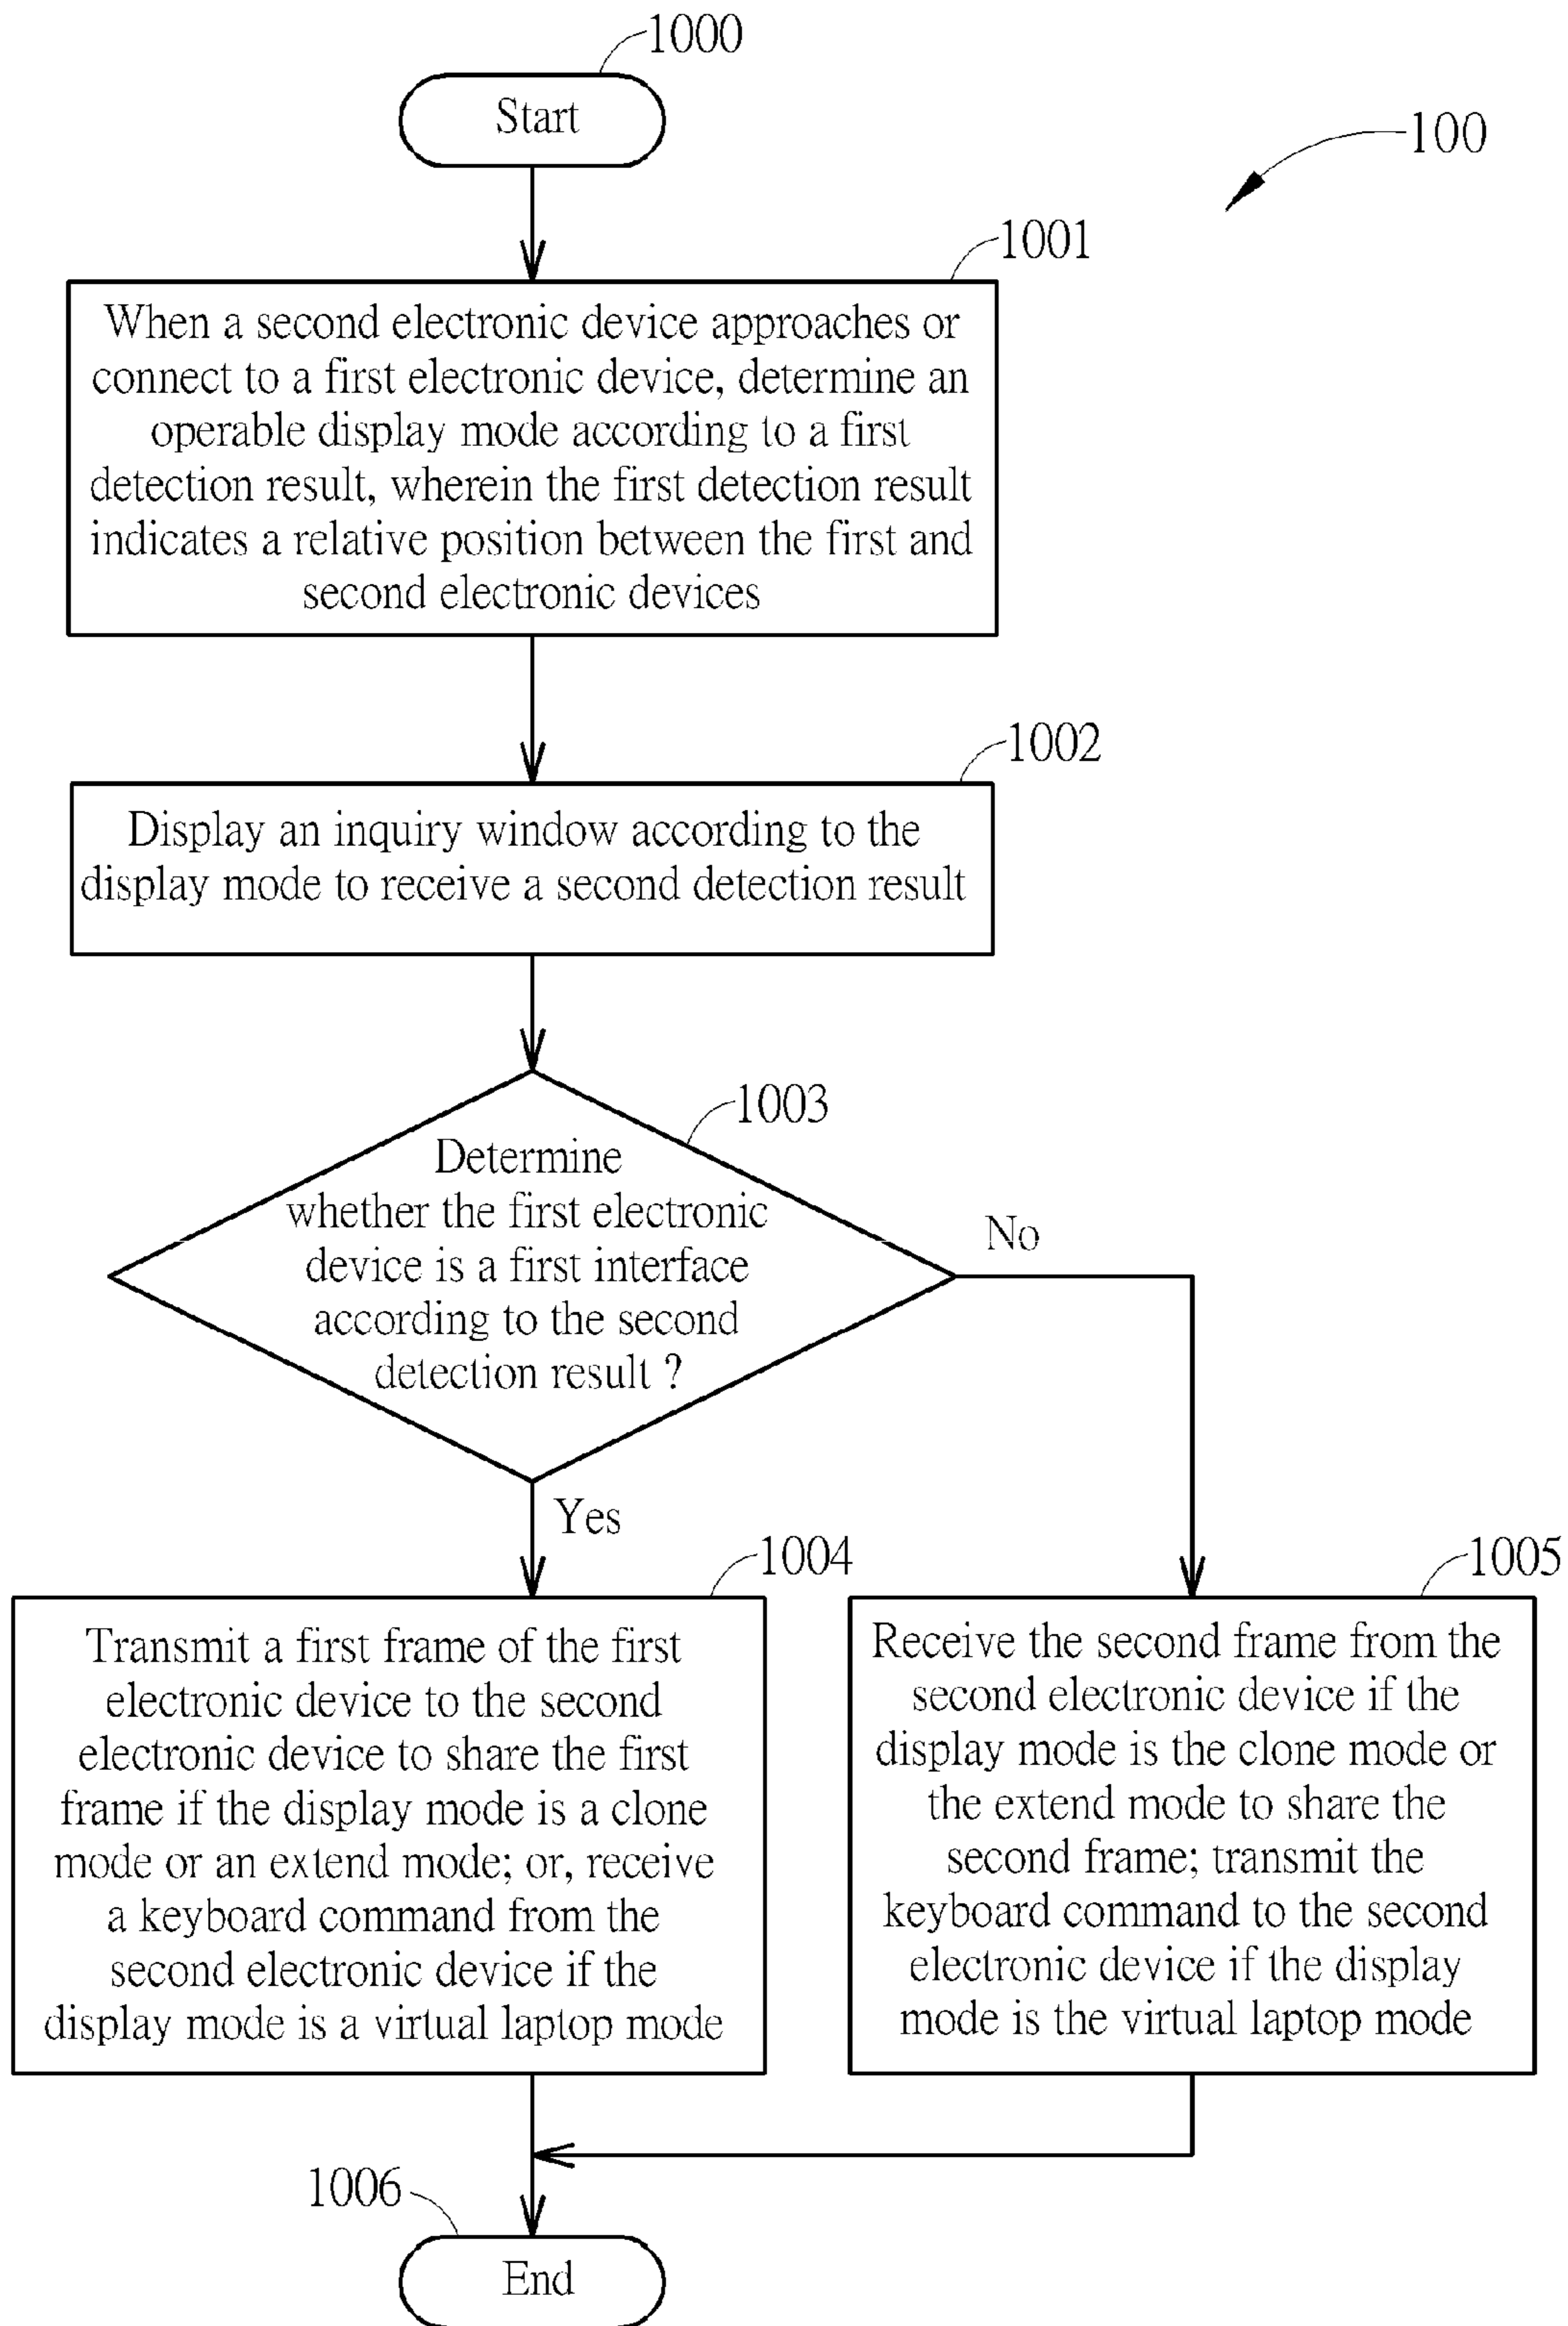 1000
Start
100
1001
When a second electronic device approaches or
connect to a first electronic device, determine an
operable display mode according to a first
detection result, wherein the first detection result
indicates a relative position between the first and
second electronic devices
1002
Display an inquiry window according to the
display mode to receive a second detection result
1003
Determine
whether the first electronic
device is a first interface
according to the second
detection result ?
No
Yes
1004
Transmit a first frame of the first
electronic device to the second
electronic device to share the first
frame if the display mode is a clone
mode or an extend mode; or, receive
a keyboard command from the
second electronic device if the
display mode is a virtual laptop mode
1005
Receive the second frame from the
second electronic device if the
display mode is the clone mode or
the extend mode to share the
second frame; transmit the
keyboard command to the second
electronic device if the display
mode is the virtual laptop mode
1006
End